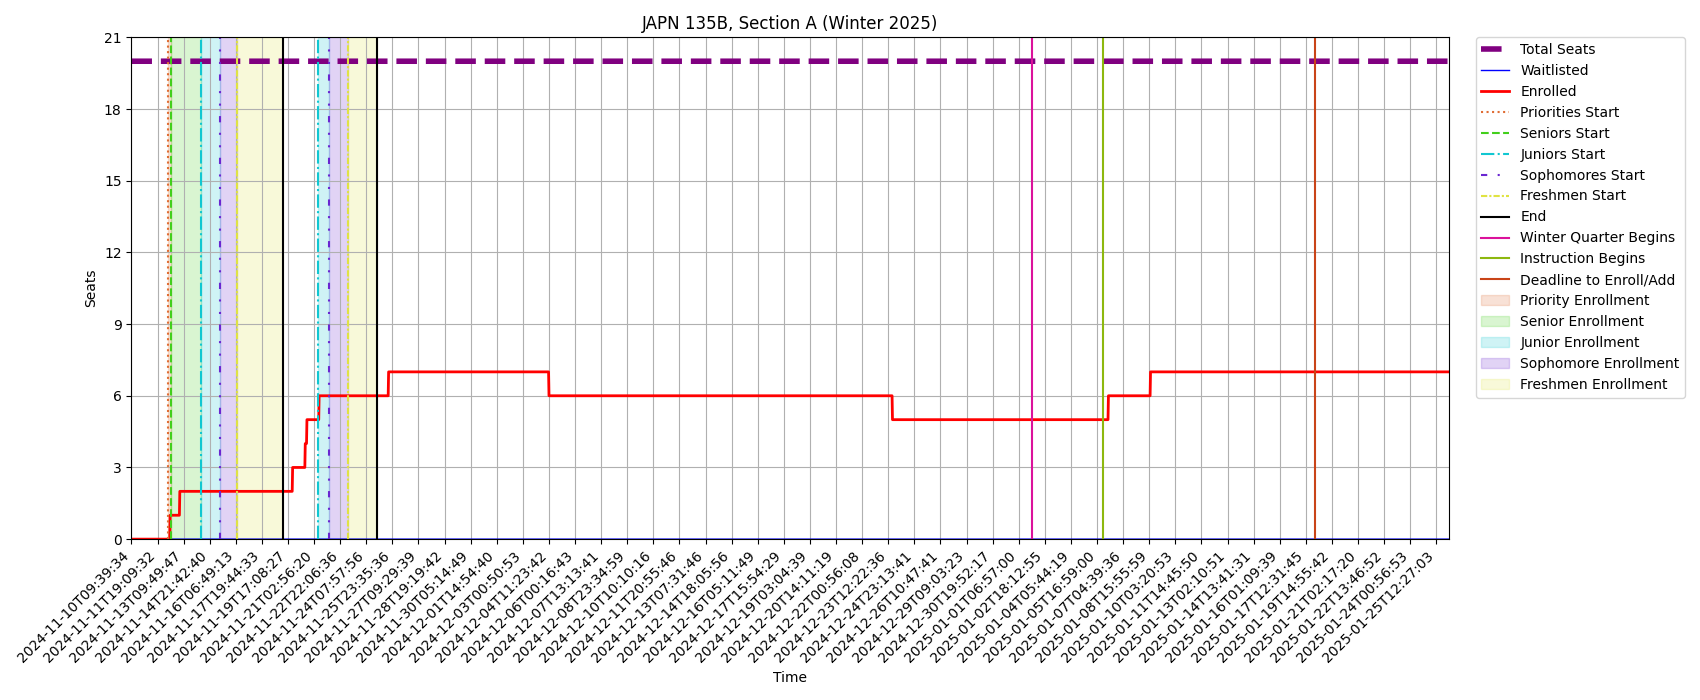 JAPN 135B, Section A (Winter 2025)
21
18
15
12
9
6
3
0
Seats
2024-11-10T09:39:34
2024-11-11T19:09:32
2024-11-13T09:49:47
2024-11-14T21:42:40
2024-11-16T06:49:13
2024-11-17T19:44:33
2024-11-19T17:08:27
2024-11-21T02:56:20
2024-11-22T22:06:36
2024-11-24T07:57:56
2024-11-25T23:35:36
2024-11-27T09:29:39
2024-11-28T19:19:42
2024-11-30T05:14:49
2024-12-01T14:54:40
2024-12-03T00:50:53
2024-12-04T11:23:42
2024-12-06T00:16:43
2024-12-07T13:13:41
2024-12-08T23:34:59
2024-12-10T10:10:16
2024-12-11T20:55:46
2024-12-13T07:31:46
2024-12-14T18:05:56
2024-12-16T05:11:49
2024-12-17T15:54:29
2024-12-19T03:04:39
2024-12-20T14:11:19
2024-12-22T00:56:08
2024-12-23T12:22:36
2024-12-24T23:13:41
2024-12-26T10:47:41
2024-12-29T09:03:23
2024-12-30T19:52:17
2025-01-01T06:57:00
2025-01-02T18:12:55
2025-01-04T05:44:19
2025-01-05T16:59:00
2025-01-07T04:39:36
2025-01-08T15:55:59
2025-01-10T03:20:53
2025-01-11T14:45:50
2025-01-13T02:10:51
2025-01-14T13:41:31
2025-01-16T01:09:39
2025-01-17T12:31:45
2025-01-19T14:55:42
2025-01-21T02:17:20
2025-01-22T13:46:52
2025-01-24T00:56:53
2025-01-25T12:27:03
Time
Total Seats
Waitlisted
Enrolled
Priorities Start
Seniors Start
Juniors Start
Sophomores Start
Freshmen Start
End
Winter Quarter Begins
Instruction Begins
Deadline to Enroll/Add
Priority Enrollment
Senior Enrollment
Junior Enrollment
Sophomore Enrollment
Freshmen Enrollment